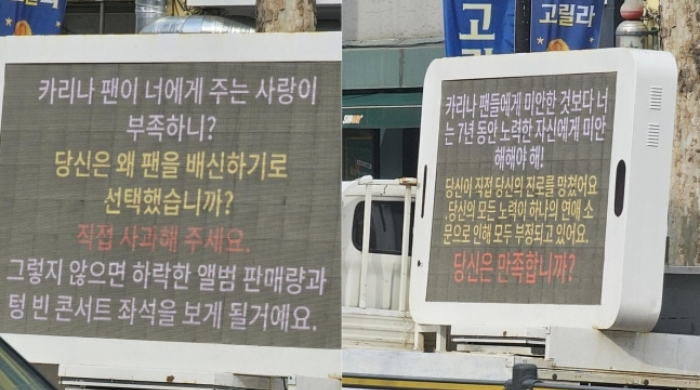 카리나 팬이 너에게 주는 사랑이
부족하니?
당신은 왜 팬을 배신하기로
선택했습니까?
직접 사과해 주세요.
그렇지 않으면 하락한 앨범 판매량과
텅 빈 콘서트 좌석을 보게 될거에요.
고릴
고릴라
카리나 팬들에게 미안한 것보다 너
는 7년 동안 노력한 자신에게 미안
해해야 해!
당신이 직접 당신의 진로를 망쳤어요
.당신의 모든 노력이 하나의 연애 소
문으로 인해 모두 부정되고 있어요.
당신은 만족합니까?